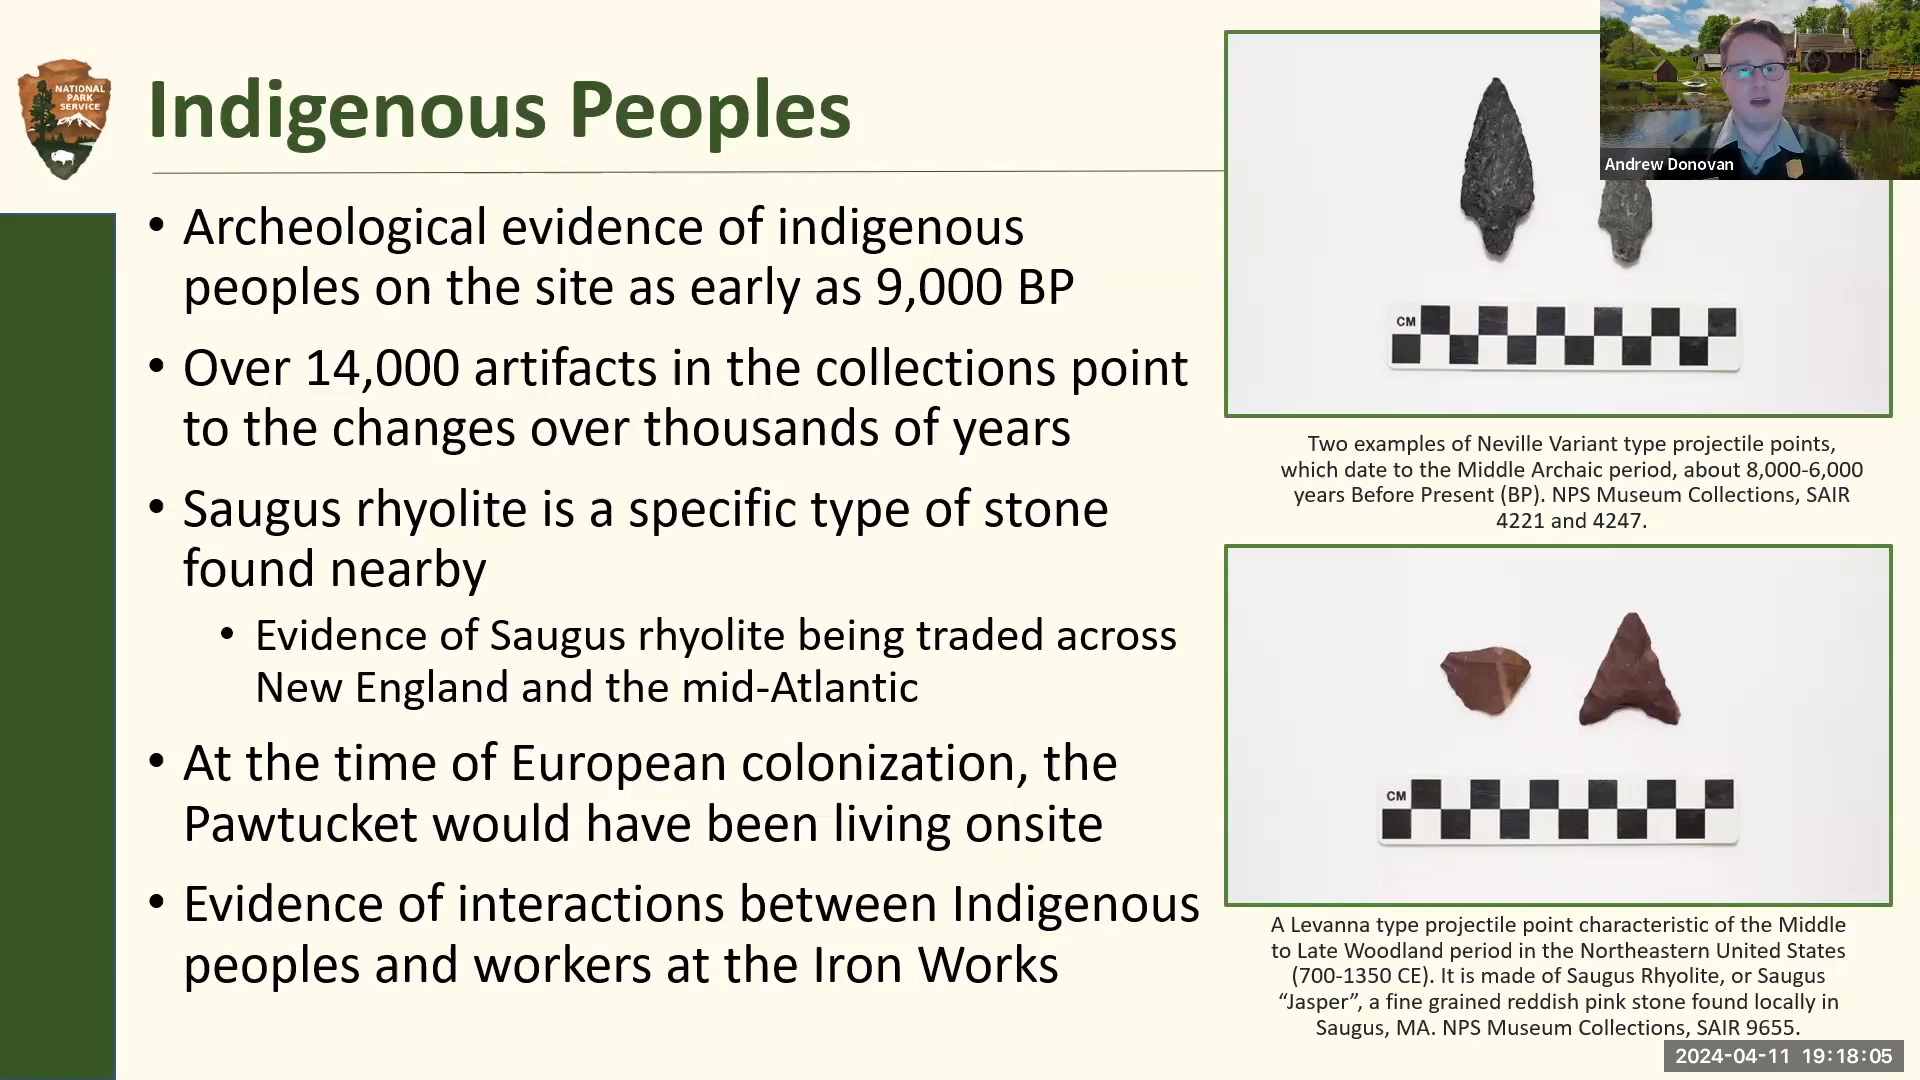 NATIONAL
PARK
SERVICE
Indigenous Peoples
• Archeological evidence of indigenous
peoples on the site as early as 9,000 BP
• Over 14,000 artifacts in the collections point
to the changes over thousands of years
• Saugus rhyolite is a specific type of stone
found nearby
• Evidence of Saugus rhyolite being traded across
New England and the mid-Atlantic
• At the time of European colonization, the
Pawtucket would have been living onsite
• Evidence of interactions between Indigenous
peoples and workers at the Iron Works
Andrew Donovan
CM
Two examples of Neville Variant type projectile points,
which date to the Middle Archaic period, about 8,000-6,000
years Before Present (BP). NPS Museum Collections, SAIR
4221 and 4247.
CM
A Levanna type projectile point characteristic of the Middle
to Late Woodland period in the Northeastern United States
(700-1350 CE). It is made of Saugus Rhyolite, or Saugus
“Jasper”, a fine grained reddish pink stone found locally in
Saugus, MA. NPS Museum Collections, SAIR 9655.
2024-04-11 19:18:05